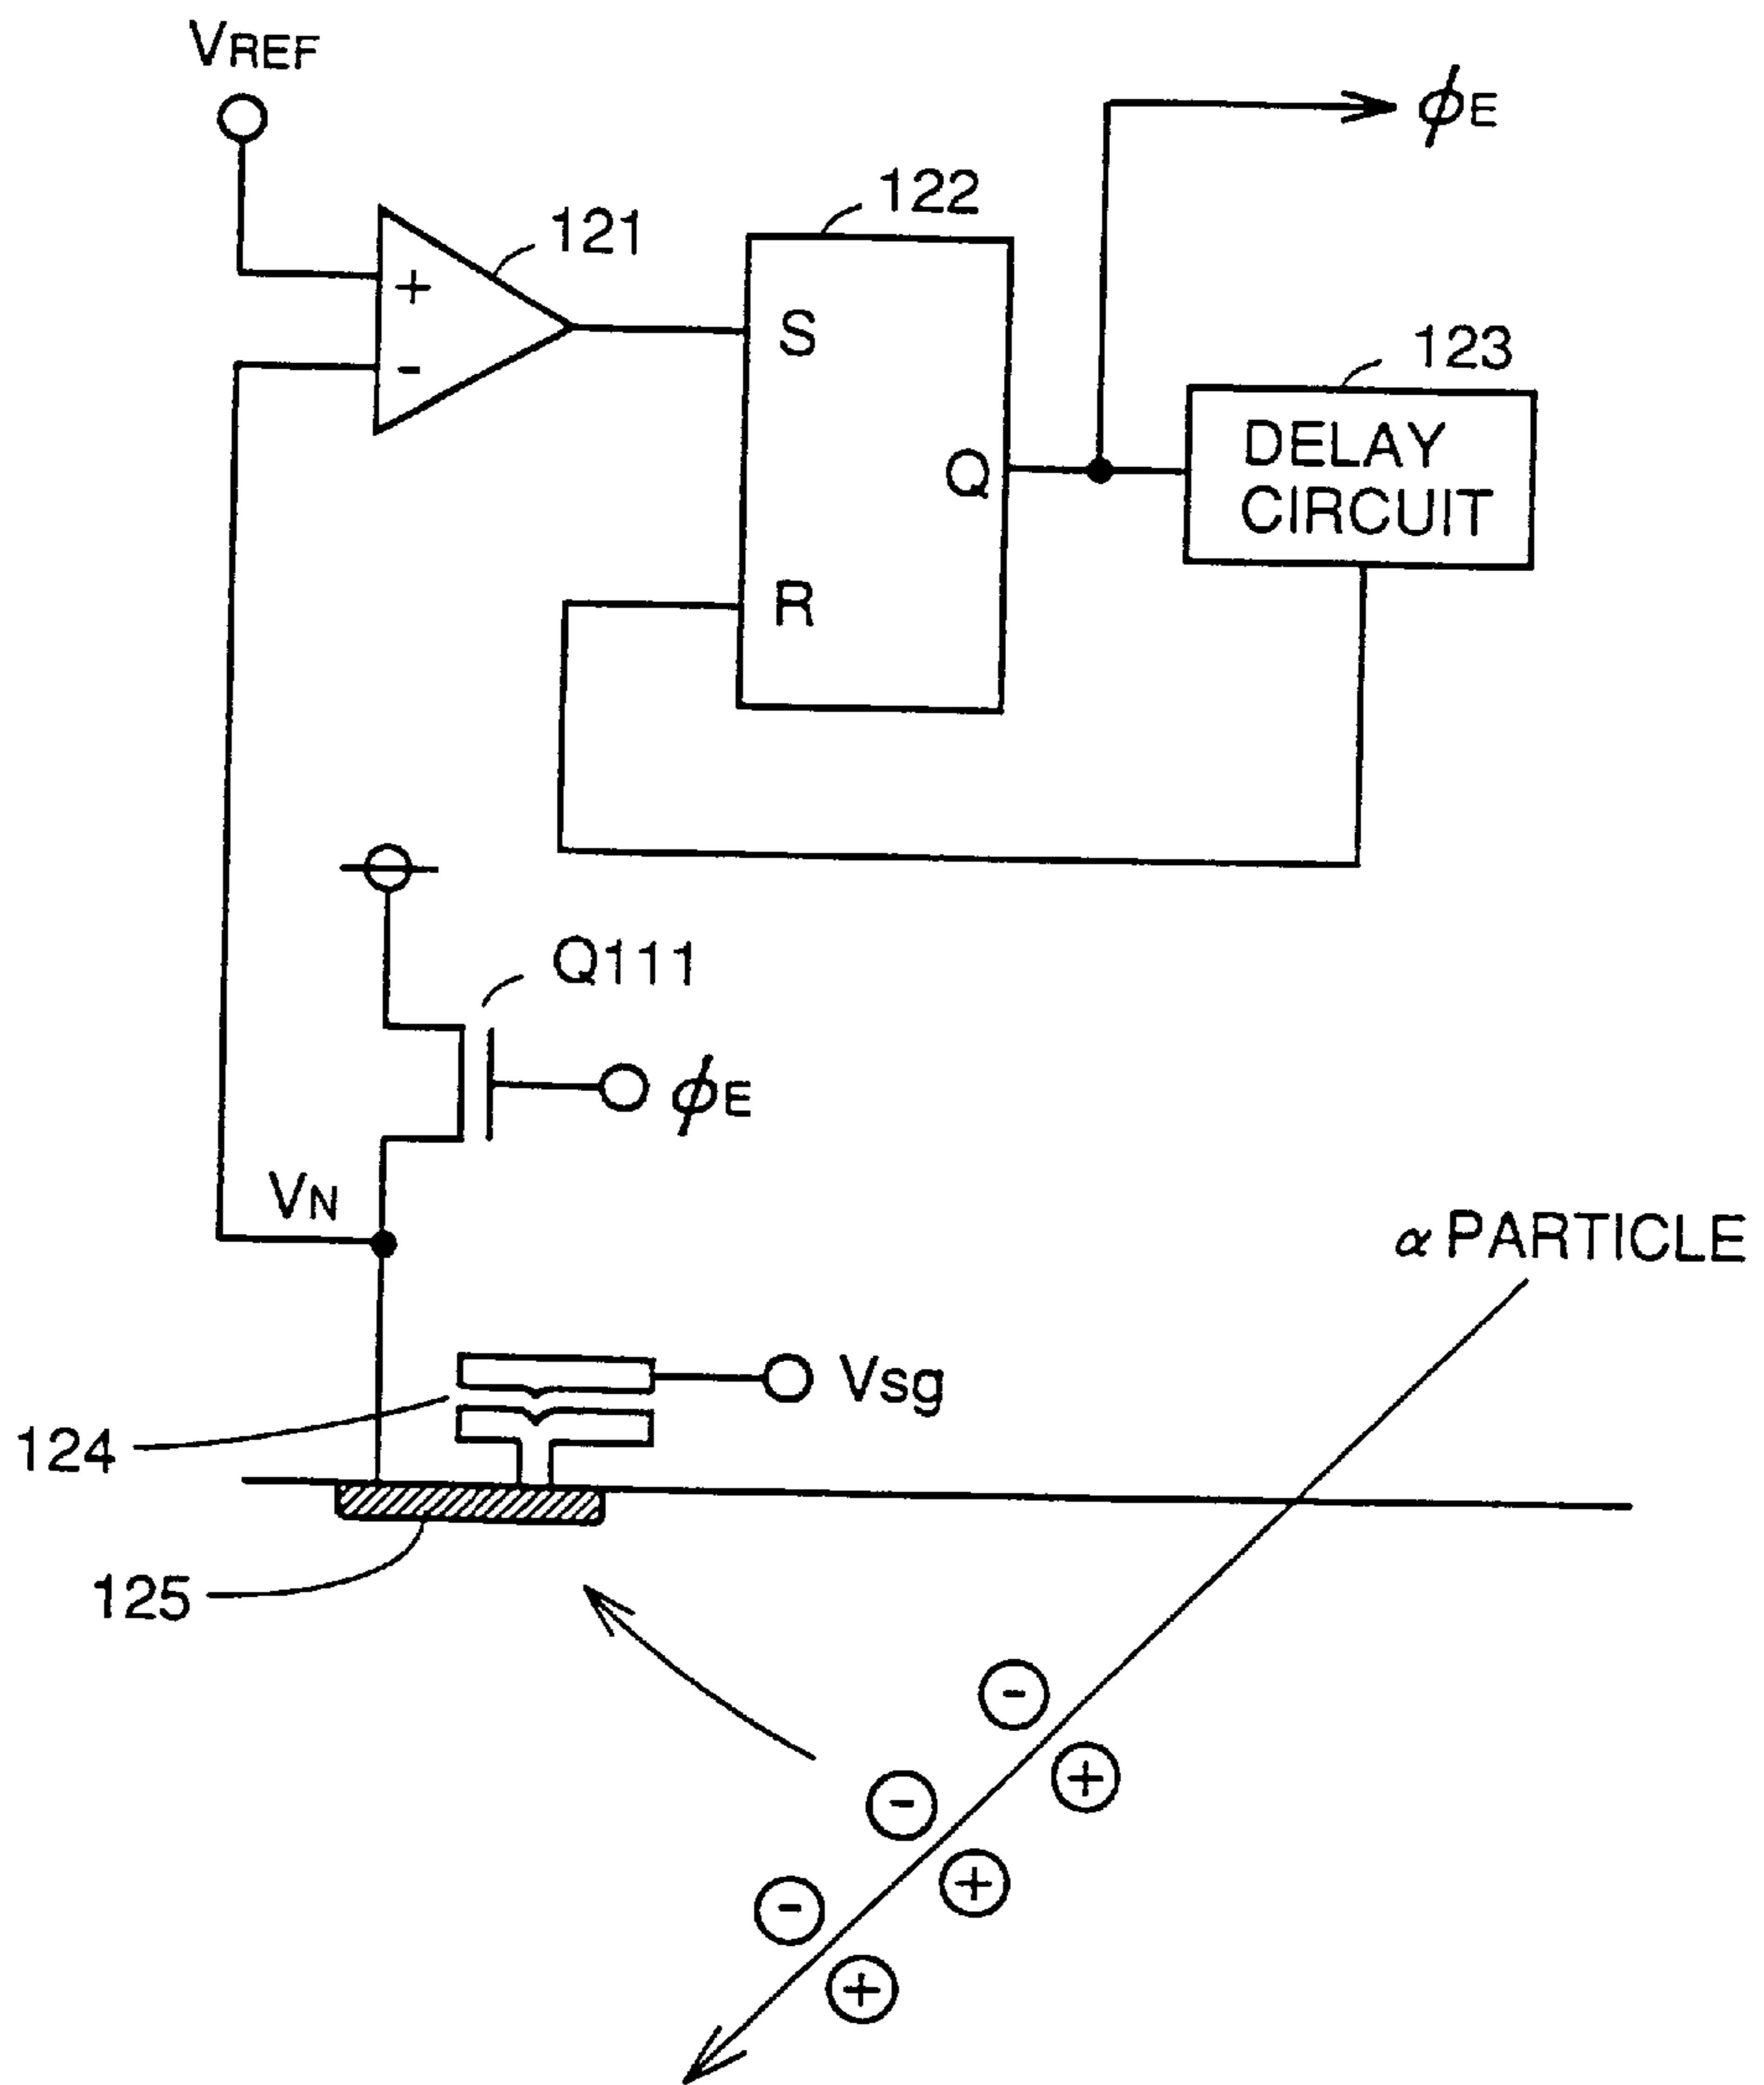 VREF
ϕE
122
121
+
-
S
123
DELAY
CIRCUIT
Q
R
Q111
ϕE
VN
α PARTICLE
Vsg
124
125
-
+
-
+
-
+